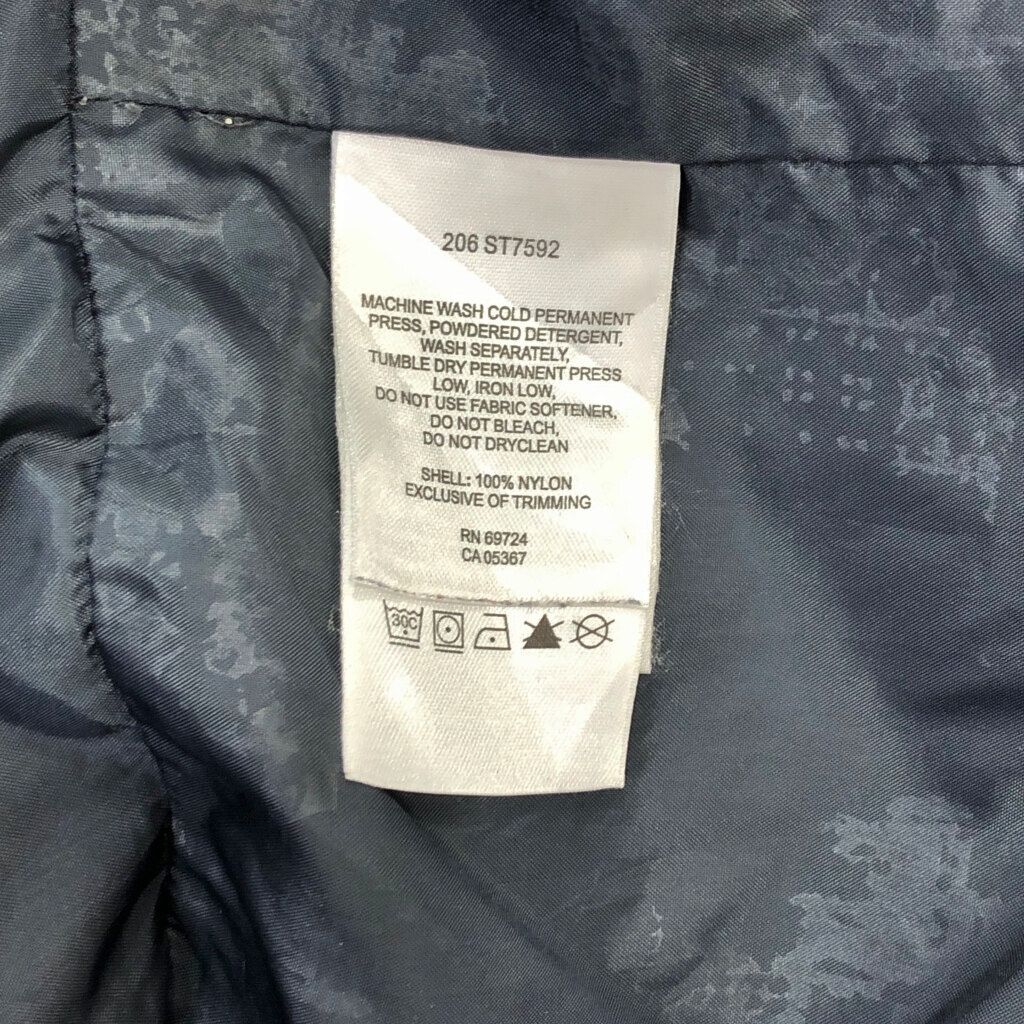 206 ST7592
MACHINE WASH COLD PERMANENT
PRESS, POWDERED DETERGENT,
WASH SEPARATELY,
TUMBLE DRY PERMANENT PRESS
LOW, IRON LOW,
DO NOT USE FABRIC SOFTENER,
DO NOT BLEACH,
DO NOT DRYCLEAN
SHELL: 100% NYLON
EXCLUSIVE OF TRIMMING
RN 69724
CA 05367
30C